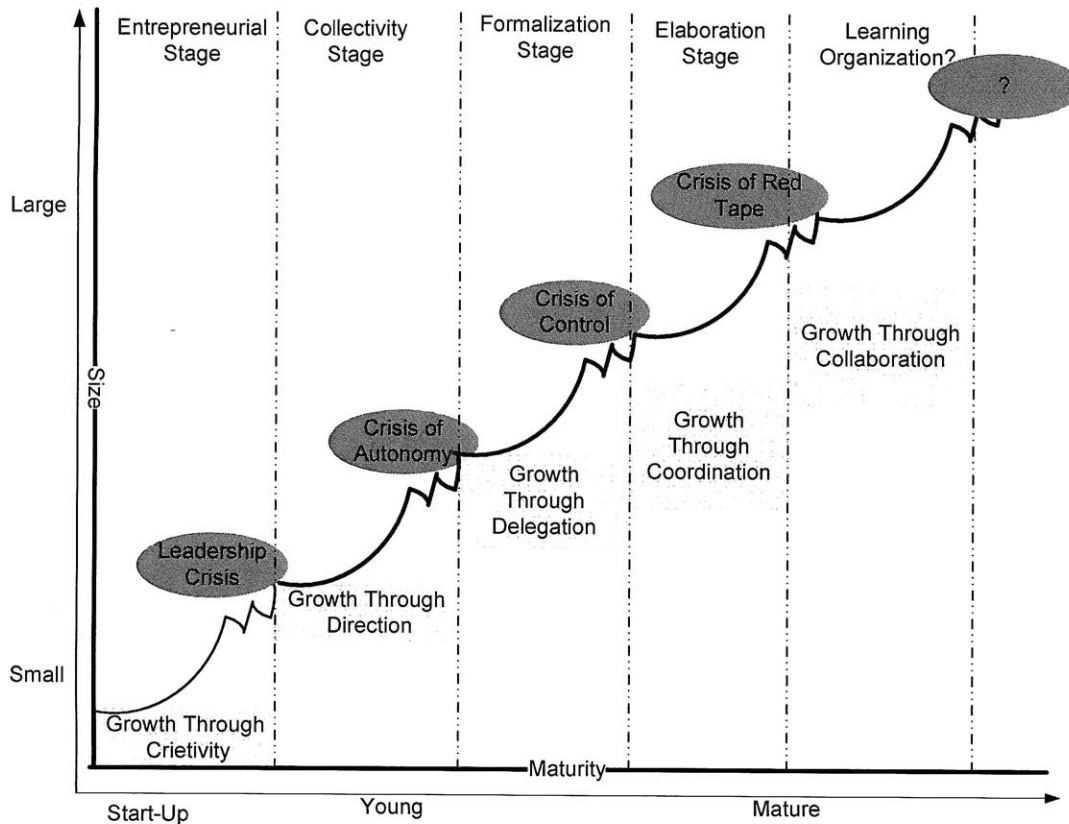 Entrepreneurial
Stage
Collectivity
Stage
Formalization
Stage
Elaboration
Stage
Learning
Organization?
?
Large
Crisis of Red
Tape
Crisis of
Control
Growth Through
Collaboration
Size
Crisis of
Autonomy
Growth
Through
Coordination
Growth
Through
Delegation
Leadership
Crisis
Growth Through
Direction
Small
Growth Through
Crietivity
Maturity
Start-Up
Young
Mature